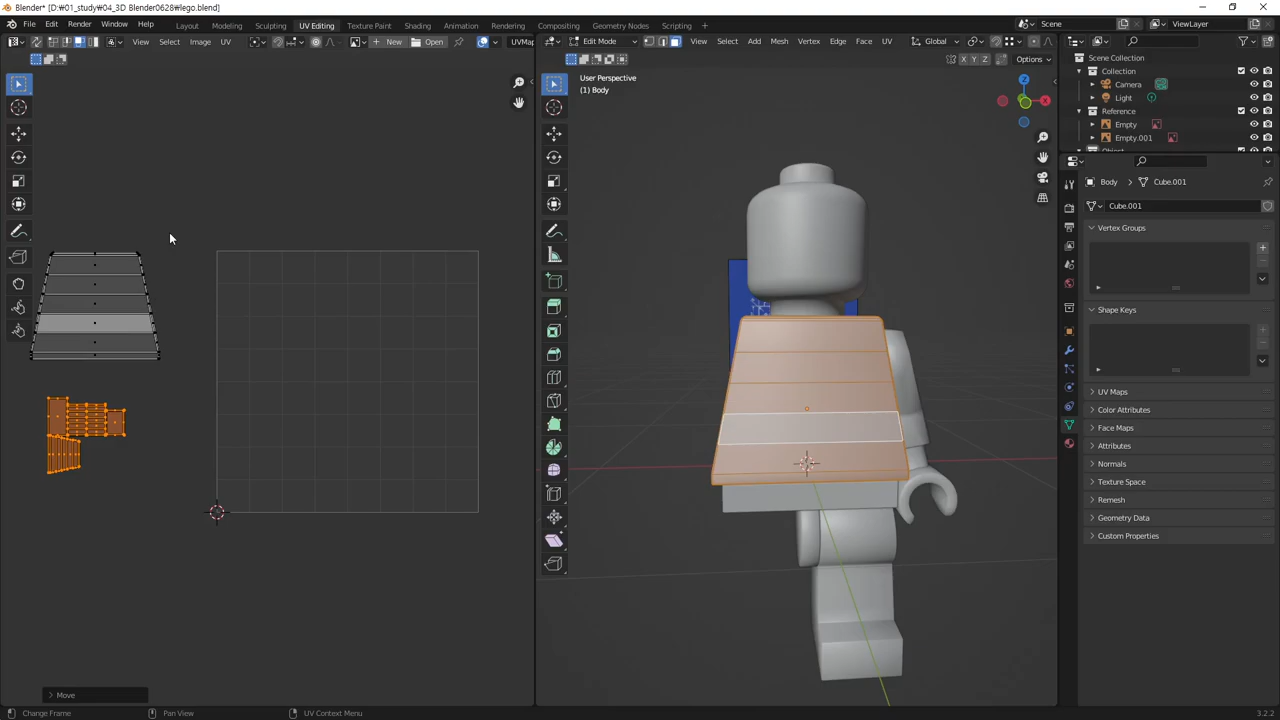 Blender* [D:₩01_study₩04_3D Blender0628₩lego.blend]
File Edit Render Window Help
Layout Modeling Sculpting UV Editing Texture Paint Shading Animation Rendering Compositing Geometry Nodes Scripting +
Scene ViewLayer
View Select Image UV New Open UVMap
Edit Mode View Select Add Mesh Vertex Edge Face UV Global
X Y Z Options
User Perspective
(1) Body
Z
X
Scene Collection
Collection
Camera
Light
Reference
Empty
Empty.001
Object
Body Cube.001
Cube.001
Vertex Groups
Shape Keys
UV Maps
Color Attributes
Face Maps
Attributes
Normals
Texture Space
Remesh
Geometry Data
Custom Properties
Move
Change Frame Pan View UV Context Menu 3.2.2